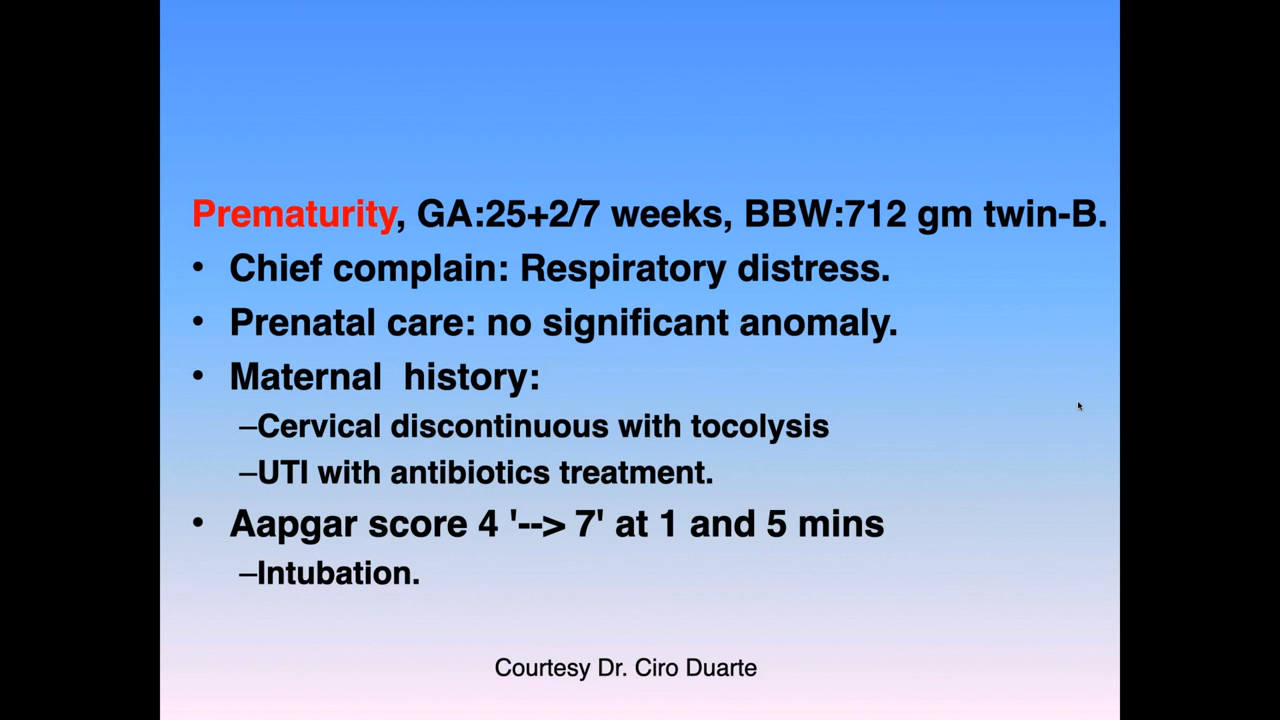 Prematurity, GA:25+2/7 weeks, BBW:712 gm twin-B.
• Chief complain: Respiratory distress.
• Prenatal care: no significant anomaly.
• Maternal history:
–Cervical discontinuous with tocolysis
–UTI with antibiotics treatment.
• Aapgar score 4 '--> 7' at 1 and 5 mins
–Intubation.
Courtesy Dr. Ciro Duarte